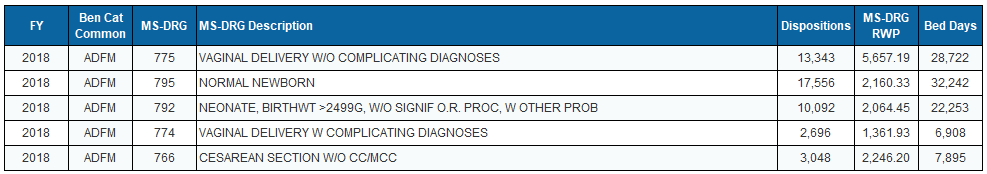 FY Ben Cat Common MS-DRG MS-DRG Description Dispositions MS-DRG RWP Bed Days
2018 ADFM 775 VAGINAL DELIVERY W/O COMPLICATING DIAGNOSES 13,343 5,657.19 28,722
2018 ADFM 795 NORMAL NEWBORN 17,556 2,160.33 32,242
2018 ADFM 792 NEONATE, BIRTHWT >2499G, W/O SIGNIF O.R. PROC, W OTHER PROB 10,092 2,064.45 22,253
2018 ADFM 774 VAGINAL DELIVERY W COMPLICATING DIAGNOSES 2,696 1,361.93 6,908
2018 ADFM 766 CESAREAN SECTION W/O CC/MCC 3,048 2,246.20 7,895